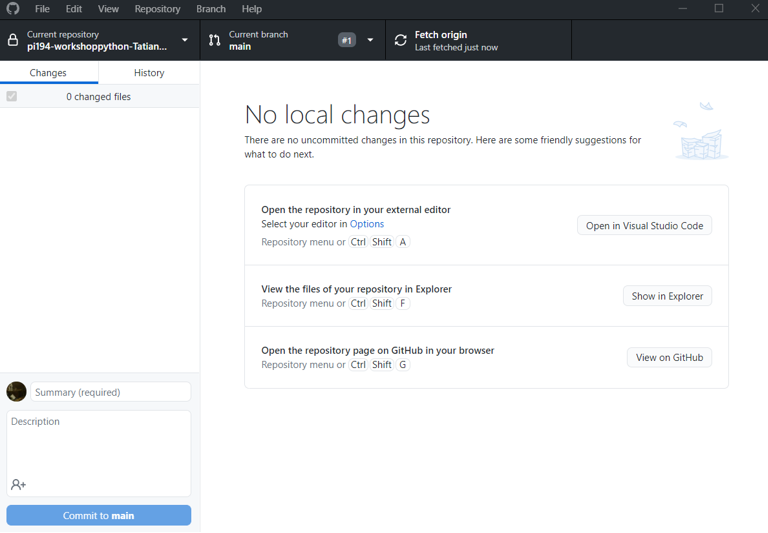 File Edit View Repository Branch Help
Current repository
pi194-workshoppython-Tatian...
Current branch
main
#1
Fetch origin
Last fetched just now
Changes
History
0 changed files
No local changes
There are no uncommitted changes in this repository. Here are some friendly suggestions for
what to do next.
Open the repository in your external editor
Select your editor in Options
Repository menu or Ctrl Shift A
Open in Visual Studio Code
View the files of your repository in Explorer
Repository menu or Ctrl Shift F
Show in Explorer
Open the repository page on GitHub in your browser
Repository menu or Ctrl Shift G
View on GitHub
Summary (required)
Description
Commit to main